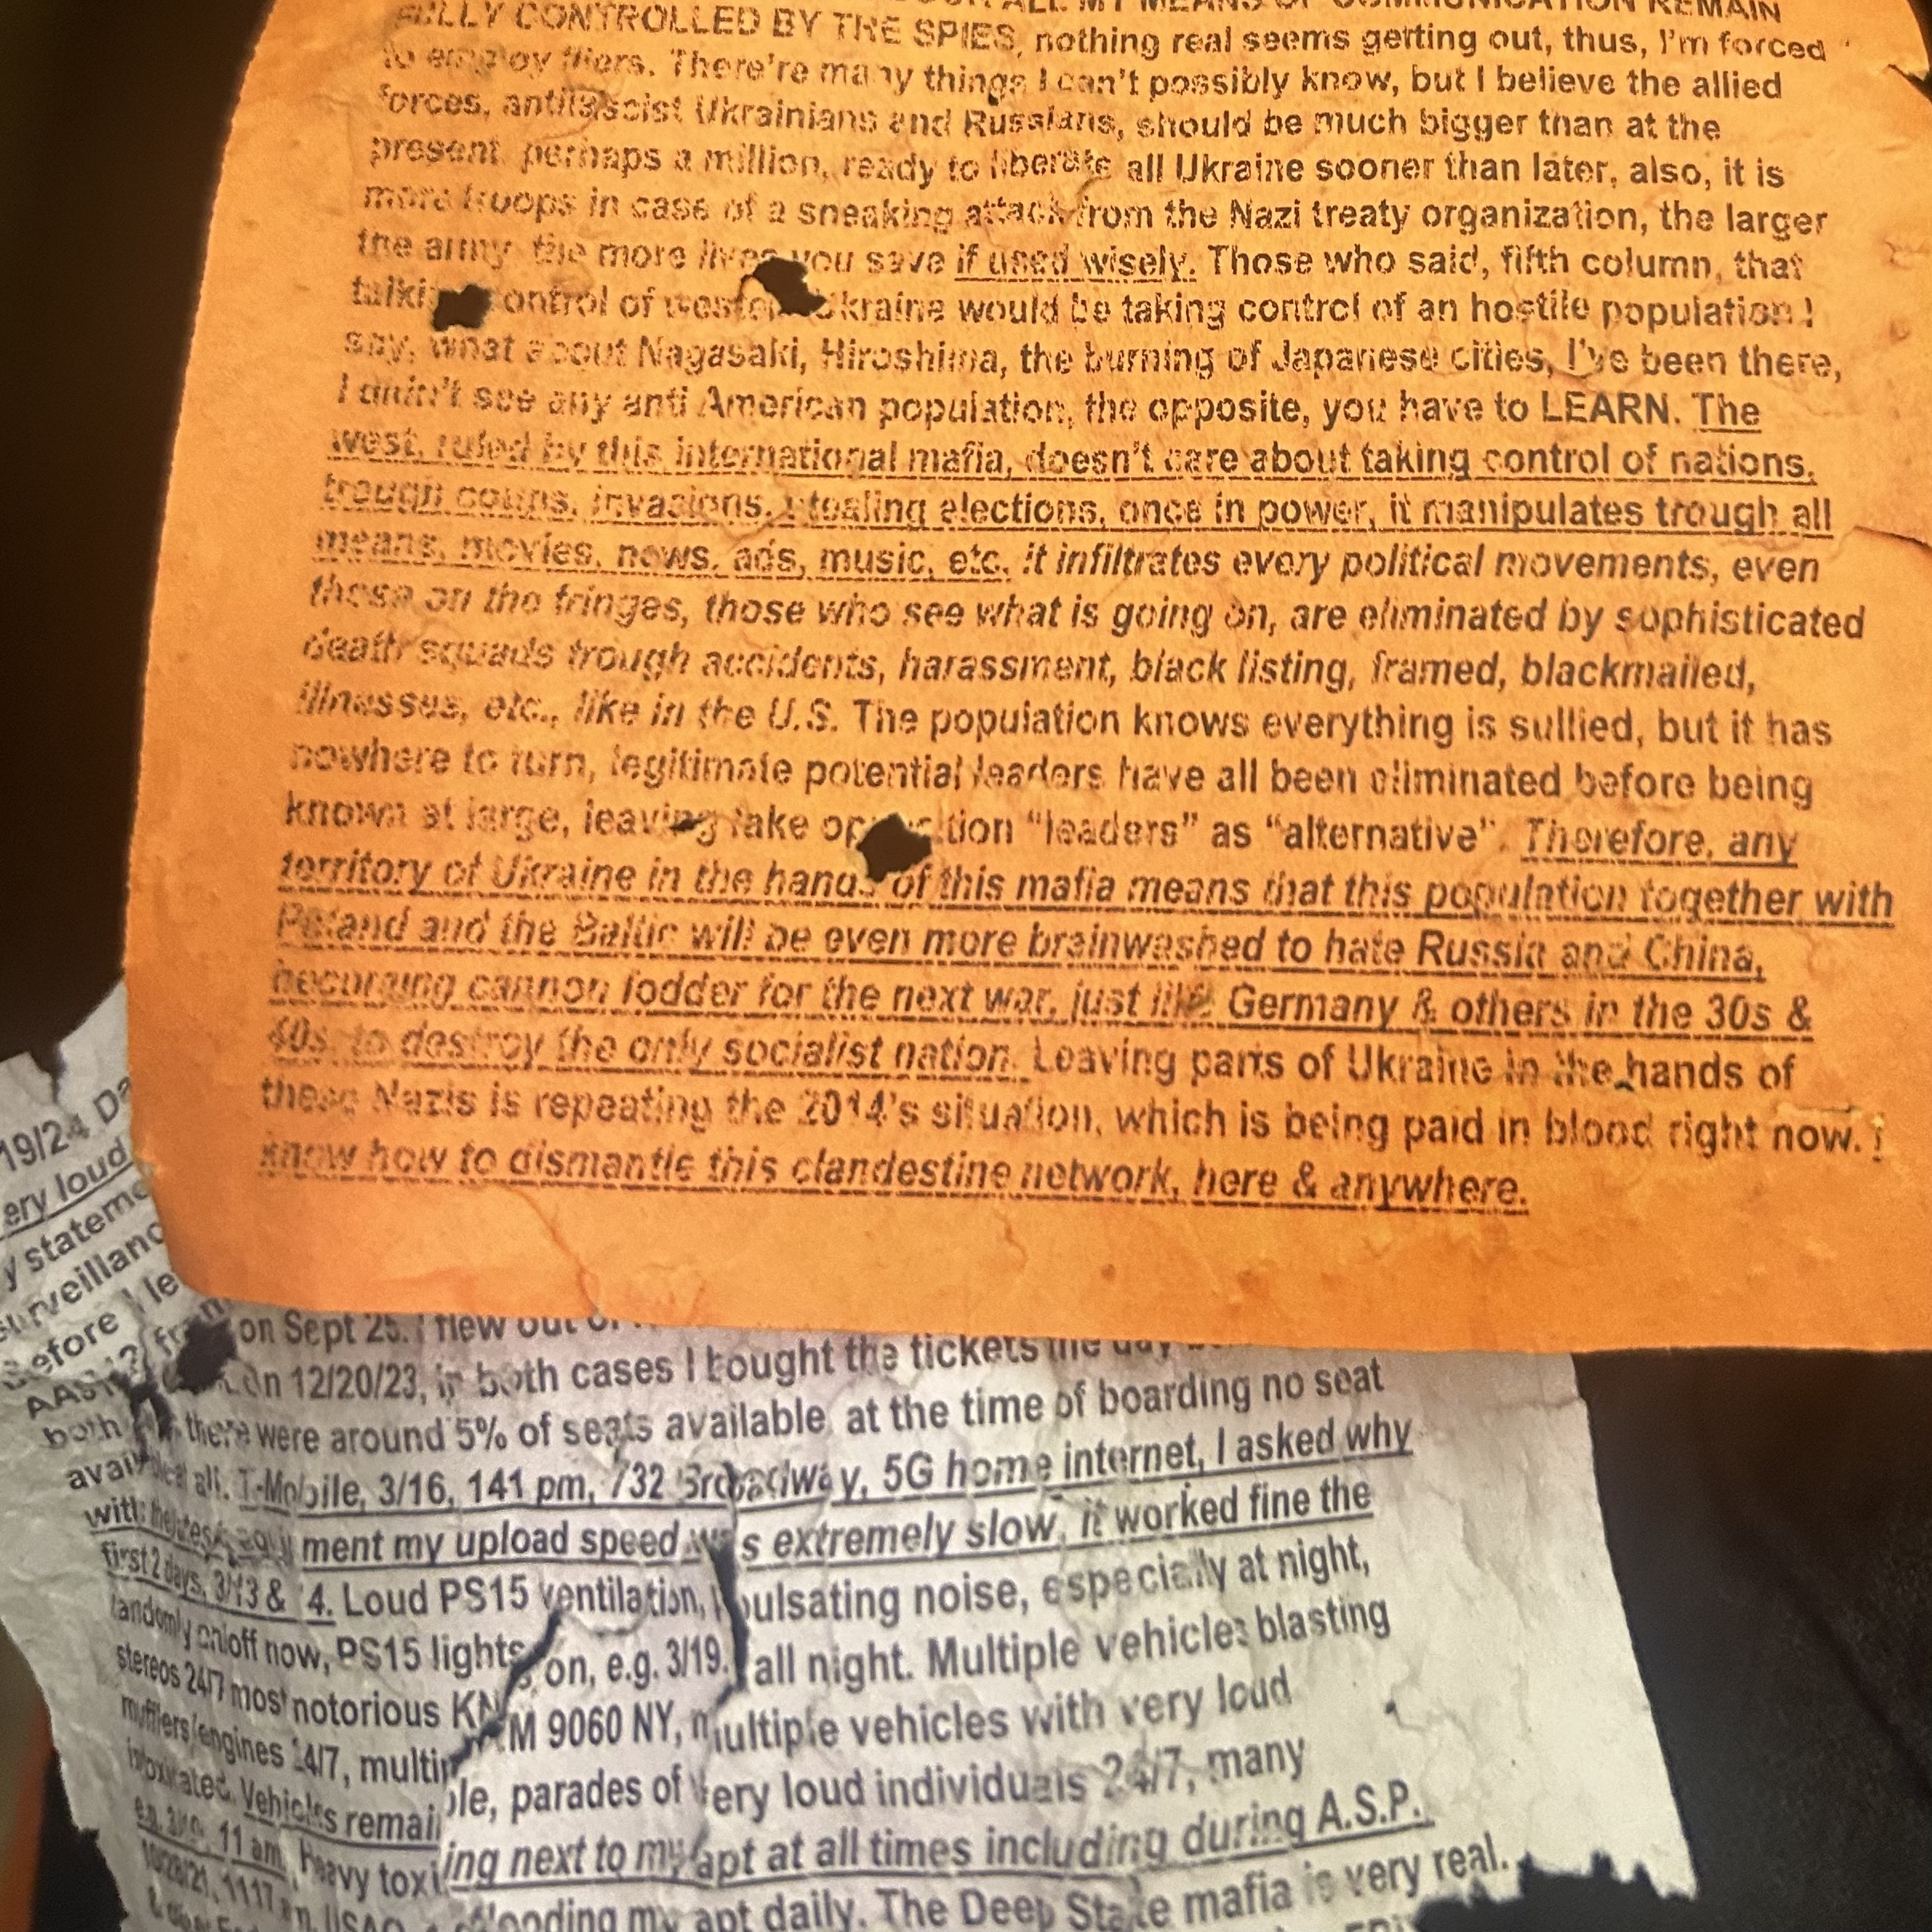 ALL MY MEANS OF COMMUNICATION REMAIN
FULLY CONTROLLED BY THE SPIES, nothing real seems getting out, thus, I'm forced
to employ fliers. There're many things I can't possibly know, but I believe the allied
forces, antifascist Ukrainians and Russians, should be much bigger than at the
present, perhaps a million, ready to liberate all Ukraine sooner than later, also, it is
more troops in case of a sneaking attack from the Nazi treaty organization, the larger
the army, the more lives you save if used wisely. Those who said, fifth column, that
control of Ukraine would be taking control of an hostile population I
say, what about Nagasaki, Hiroshima, the burning of Japanese cities, I've been there,
I didn't see any anti American population, the opposite, you have to LEARN. The
west, ruled by this international mafia, doesn't care about taking control of nations,
trough coups, invasions, stealing elections, once in power, it manipulates trough all
means, movies, news, ads, music, etc. it infiltrates every political movements, even
those on the fringes, those who see what is going on, are eliminated by sophisticated
death squads trough accidents, harassment, black listing, framed, blackmailed,
illnesses, etc., like in the U.S. The population knows everything is sullied, but it has
nowhere to turn, legitimate potential leaders have all been eliminated before being
known at large, leaving fake opposition "leaders" as "alternative". Therefore, any
territory of Ukraine in the hands of this mafia means that this population together with
Poland and the Baltic will be even more brainwashed to hate Russia and China,
becoming cannon fodder for the next war, just like Germany & others in the 30s &
40s, to destroy the only socialist nation. Leaving parts of Ukraine in the hands of
these Nazis is repeating the 2014's situation, which is being paid in blood right now. I
know how to dismantle this clandestine network, here & anywhere.
19/24
loud
on Sept 25. I flew out
on 12/20/23, in both cases I bought the tickets the day
both there were around 5% of seats available, at the time of boarding no seat
all. T-Mobile, 3/16, 141 pm, 732 Broadway, 5G home internet, I asked why
with my upload speed was extremely slow, it worked fine the
first 2 days, 3/13 & 14. Loud PS15 ventilation, pulsating noise, especially at night,
randomly on/off now, PS15 lights on, e.g. 3/19. all night. Multiple vehicles blasting
stereos 24/7 most notorious 9060 NY, multiple vehicles with very loud
mufflers/engines 24/7, multiple, parades of very loud individuals 24/7, many
intoxicated. Vehicles remaining next to my apt at all times including during A.S.P.,
11 am. Heavy flooding my apt daily. The Deep State mafia is very real.